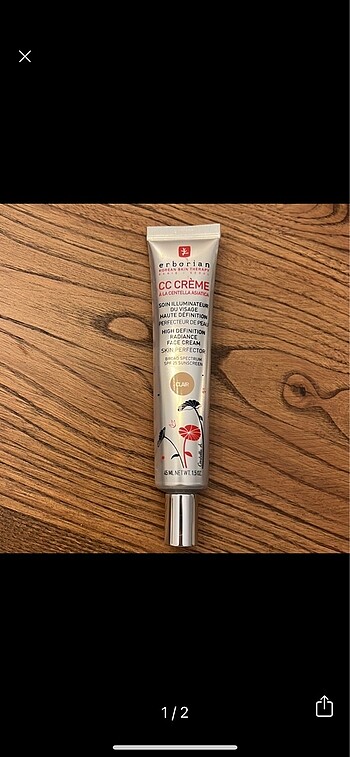 erborian
KOREAN SKIN THERAPY
PARIS - SEOUL
CC CRÈME
À LA CENTELLA ASIATICA
SOIN ILLUMINATEUR
DU VISAGE
HAUTE DÉFINITION
PERFECTEUR DE PEAU
HIGH DEFINITION
RADIANCE
FACE CREAM
SKIN PERFECTOR
BROAD SPECTRUM
SPF 25 SUNSCREEN
CLAIR
45 ML NET WT. 1.5 OZ.
1/2